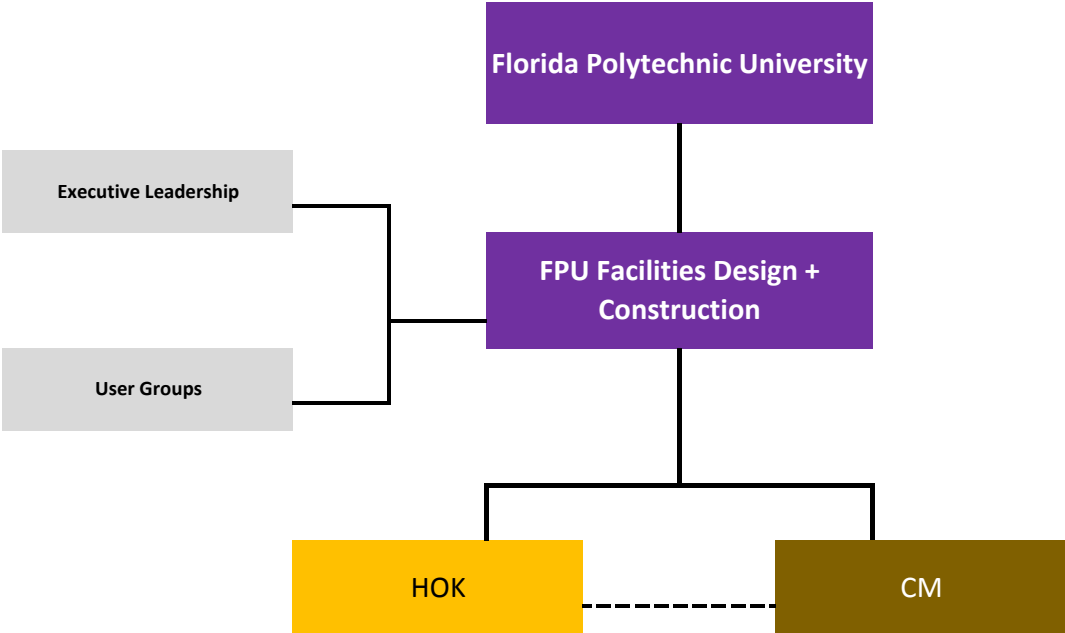 Florida Polytechnic University
Executive Leadership
FPU Facilities Design +
Construction
User Groups
HOK
CM